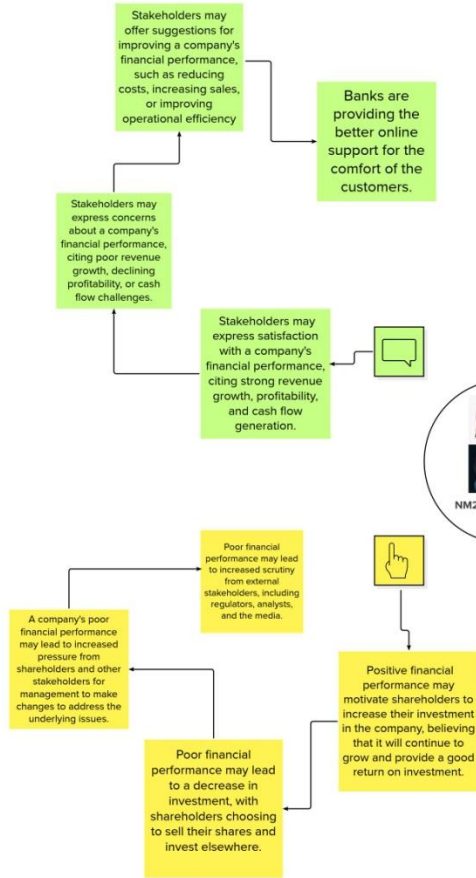 Stakeholders may
offer suggestions for
improving a company's
financial performance,
such as reducing
costs, increasing sales,
or improving
operational efficiency
Banks are
providing the
better online
support for the
comfort of the
customers.
Stakeholders may
express concerns
about a company's
financial performance,
citing poor revenue
growth, declining
profitability, or cash
flow challenges.
Stakeholders may
express satisfaction
with a company's
financial performance,
citing strong revenue
growth, profitability,
and cash flow
generation.
NM2
Poor financial
performance may lead
to increased scrutiny
from external
stakeholders, including
regulators, analysts,
and the media.
A company's poor
financial performance
may lead to increased
pressure from
shareholders and other
stakeholders for
management to make
changes to address the
underlying issues.
Positive financial
performance may
motivate shareholders to
increase their investment
in the company, believing
that it will continue to
grow and provide a good
return on investment.
Poor financial
performance may lead
to a decrease in
investment, with
shareholders choosing
to sell their shares and
invest elsewhere.